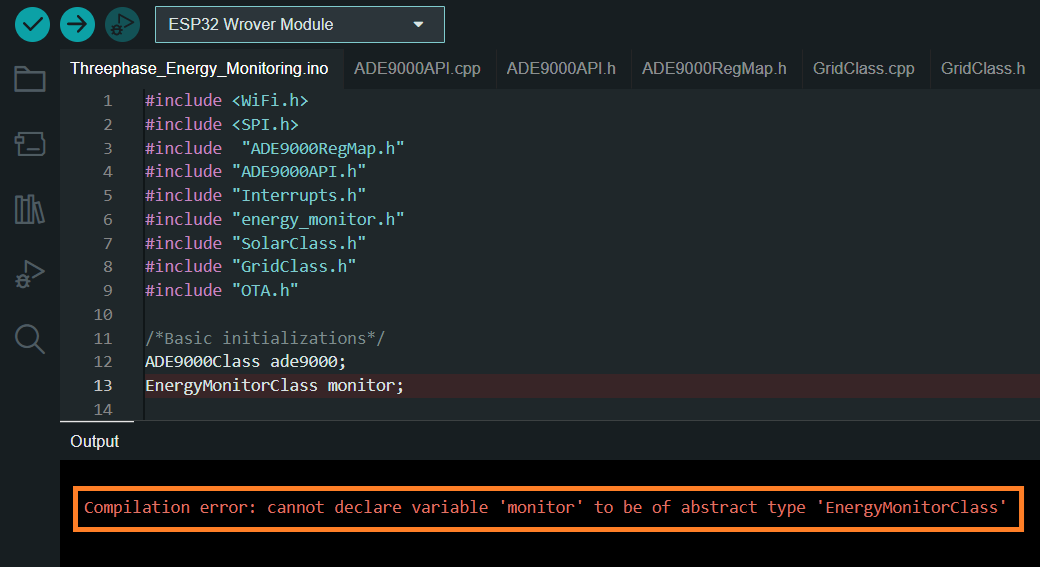 ESP32 Wrover Module
Threephase_Energy_Monitoring.ino ADE9000API.cpp ADE9000API.h ADE9000RegMap.h GridClass.cpp GridClass.h
1 #include <WiFi.h>
2 #include <SPI.h>
3 #include  "ADE9000RegMap.h"
4 #include "ADE9000API.h"
5 #include "Interrupts.h"
6 #include "energy_monitor.h"
7 #include "SolarClass.h"
8 #include "GridClass.h"
9 #include "OTA.h"
10
11 /*Basic initializations*/
12 ADE9000Class ade9000;
13 EnergyMonitorClass monitor;
14
Output
Compilation error: cannot declare variable 'monitor' to be of abstract type 'EnergyMonitorClass'